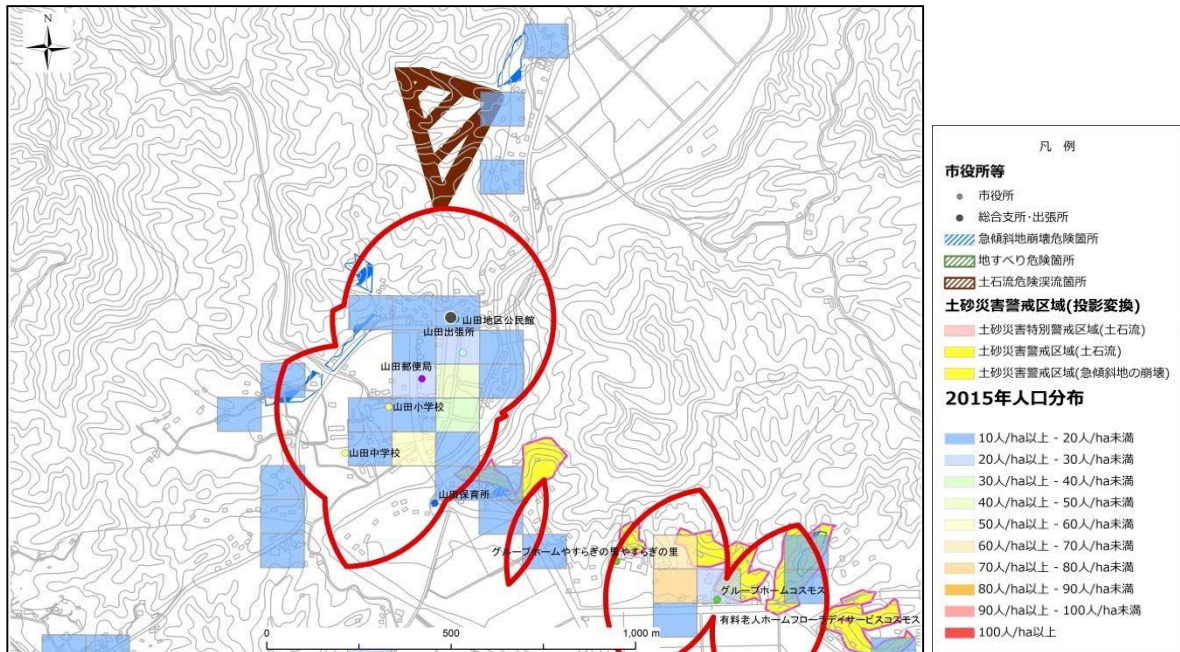 N
山田地区公民館
山田出張所
山田郵便局
山田小学校
山田中学校
山田保育所
グループホームやすらぎの里やすらぎの里
グループホームコスモス
有料老人ホームフローラデイサービスコスモス
0
500
1,000 m
凡 例
市役所等
市役所
総合支所・出張所
急傾斜地崩壊危険箇所
地すべり危険箇所
土石流危険渓流箇所
土砂災害警戒区域(投影変換)
土砂災害特別警戒区域(土石流)
土砂災害警戒区域(土石流)
土砂災害警戒区域(急傾斜地の崩壊)
2015年人口分布
10人/ha以上 - 20人/ha未満
20人/ha以上 - 30人/ha未満
30人/ha以上 - 40人/ha未満
40人/ha以上 - 50人/ha未満
50人/ha以上 - 60人/ha未満
60人/ha以上 - 70人/ha未満
70人/ha以上 - 80人/ha未満
80人/ha以上 - 90人/ha未満
90人/ha以上 - 100人/ha未満
100人/ha以上